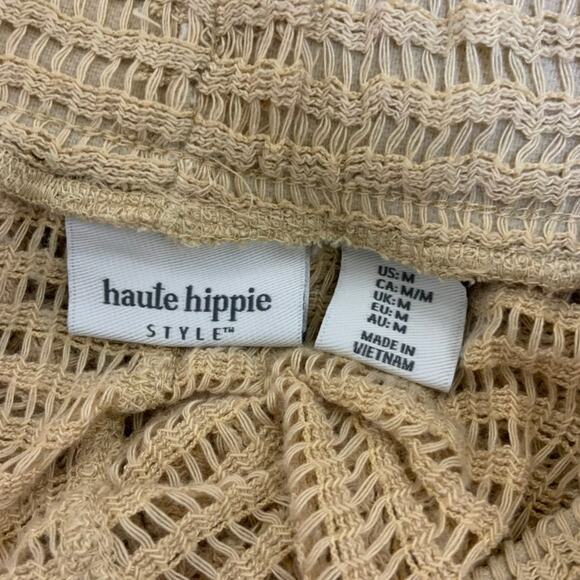 haute hippie
STYLE™
US: M
CA: M/M
UK: M
EU: M
AU: M
MADE IN
VIETNAM